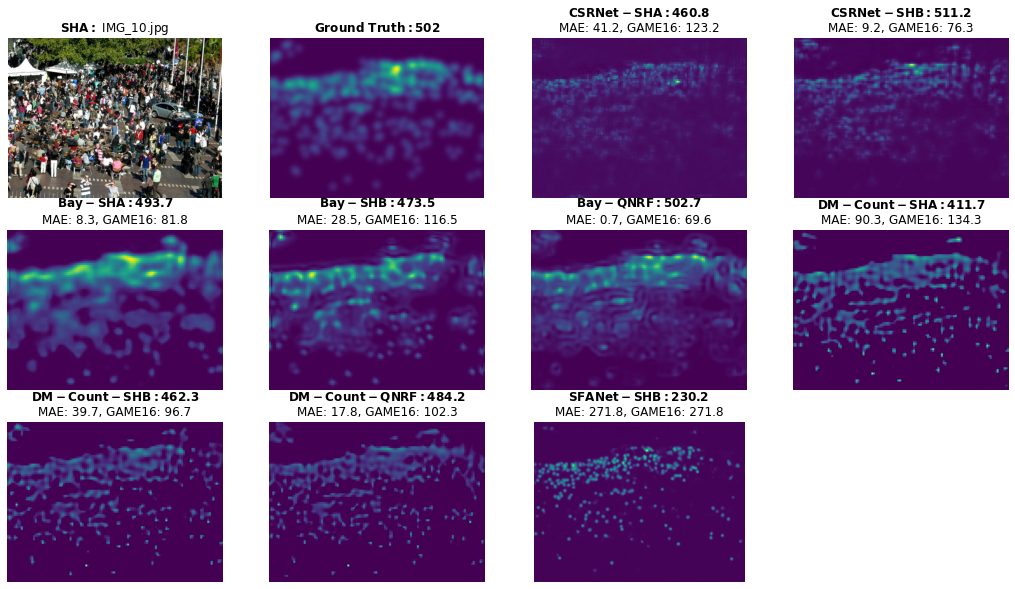 SHA: IMG_10.jpg
Ground Truth: 502
CSRNet − SHA: 460.8
MAE: 41.2, GAME16: 123.2
CSRNet − SHB: 511.2
MAE: 9.2, GAME16: 76.3
Bay − SHA: 493.7
MAE: 8.3, GAME16: 81.8
Bay − SHB: 473.5
MAE: 28.5, GAME16: 116.5
Bay − QNRF: 502.7
MAE: 0.7, GAME16: 69.6
DM − Count − SHA: 411.7
MAE: 90.3, GAME16: 134.3
DM − Count − SHB: 462.3
MAE: 39.7, GAME16: 96.7
DM − Count − QNRF: 484.2
MAE: 17.8, GAME16: 102.3
SFANet − SHB: 230.2
MAE: 271.8, GAME16: 271.8